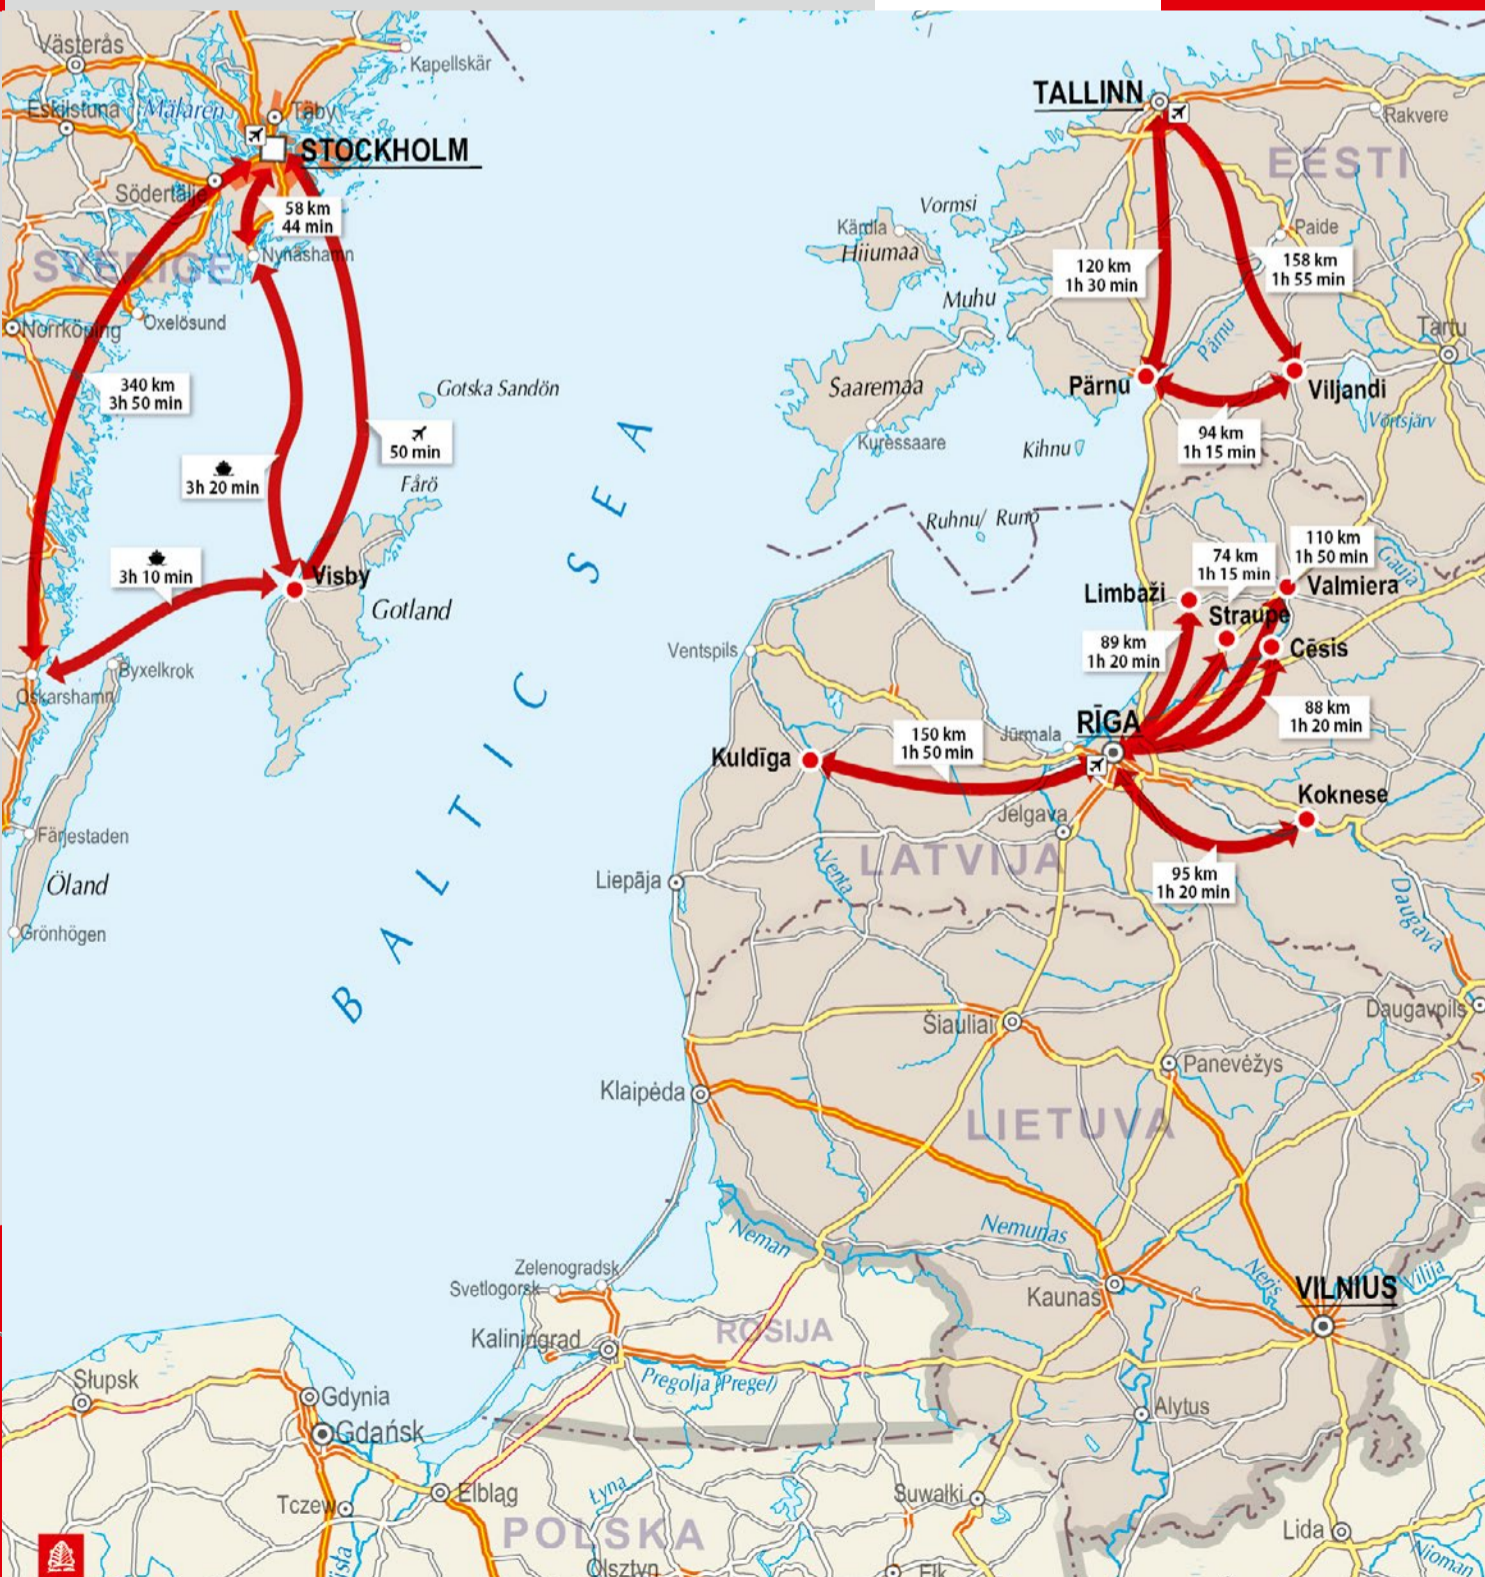 Västerås
Kapellskär
Eskilstuna
Mälaren
Täby
STOCKHOLM
Södertälje
58 km
44 min
Nynäshamn
SVERIGE
Norrköping
Oxelösund
340 km
3h 50 min
Gotska Sandön
50 min
3h 20 min
Fårö
3h 10 min
Visby
Gotland
Byxelkrok
Oskarshamn
Färjestaden
Öland
Grönhögen
BALTIC SEA
TALLINN
Rakvere
EESTI
Vormsi
Kärdla
Hiiumaa
Paide
120 km
1h 30 min
158 km
1h 55 min
Muhu
Pärnu
Tartu
Saaremaa
Pärnu
Viljandi
Võrtsjärv
Kuressaare
Kihnu
94 km
1h 15 min
Ruhnu/ Runö
110 km
1h 50 min
74 km
1h 15 min
Gauja
Limbaži
Valmiera
Straupe
Cēsis
89 km
1h 20 min
Ventspils
88 km
1h 20 min
RĪGA
Jūrmala
150 km
1h 50 min
Kuldīga
Koknese
Jelgava
LATVIJA
Venta
95 km
1h 20 min
Liepāja
Daugava
Daugavpils
Šiauliai
Panevėžys
Klaipėda
LIETUVA
Neman
Nemunas
Zelenogradsk
Svetlogorsk
Neris
VILNIUS
Vilija
Kaunas
Kaliningrad
ROSIJA
Pregolja (Pregel)
Słupsk
Gdynia
Gdańsk
Alytus
Elbląg
Łyna
Suwałki
Tczew
POLSKA
Lida
Nioman
Olsztyn
Ełk